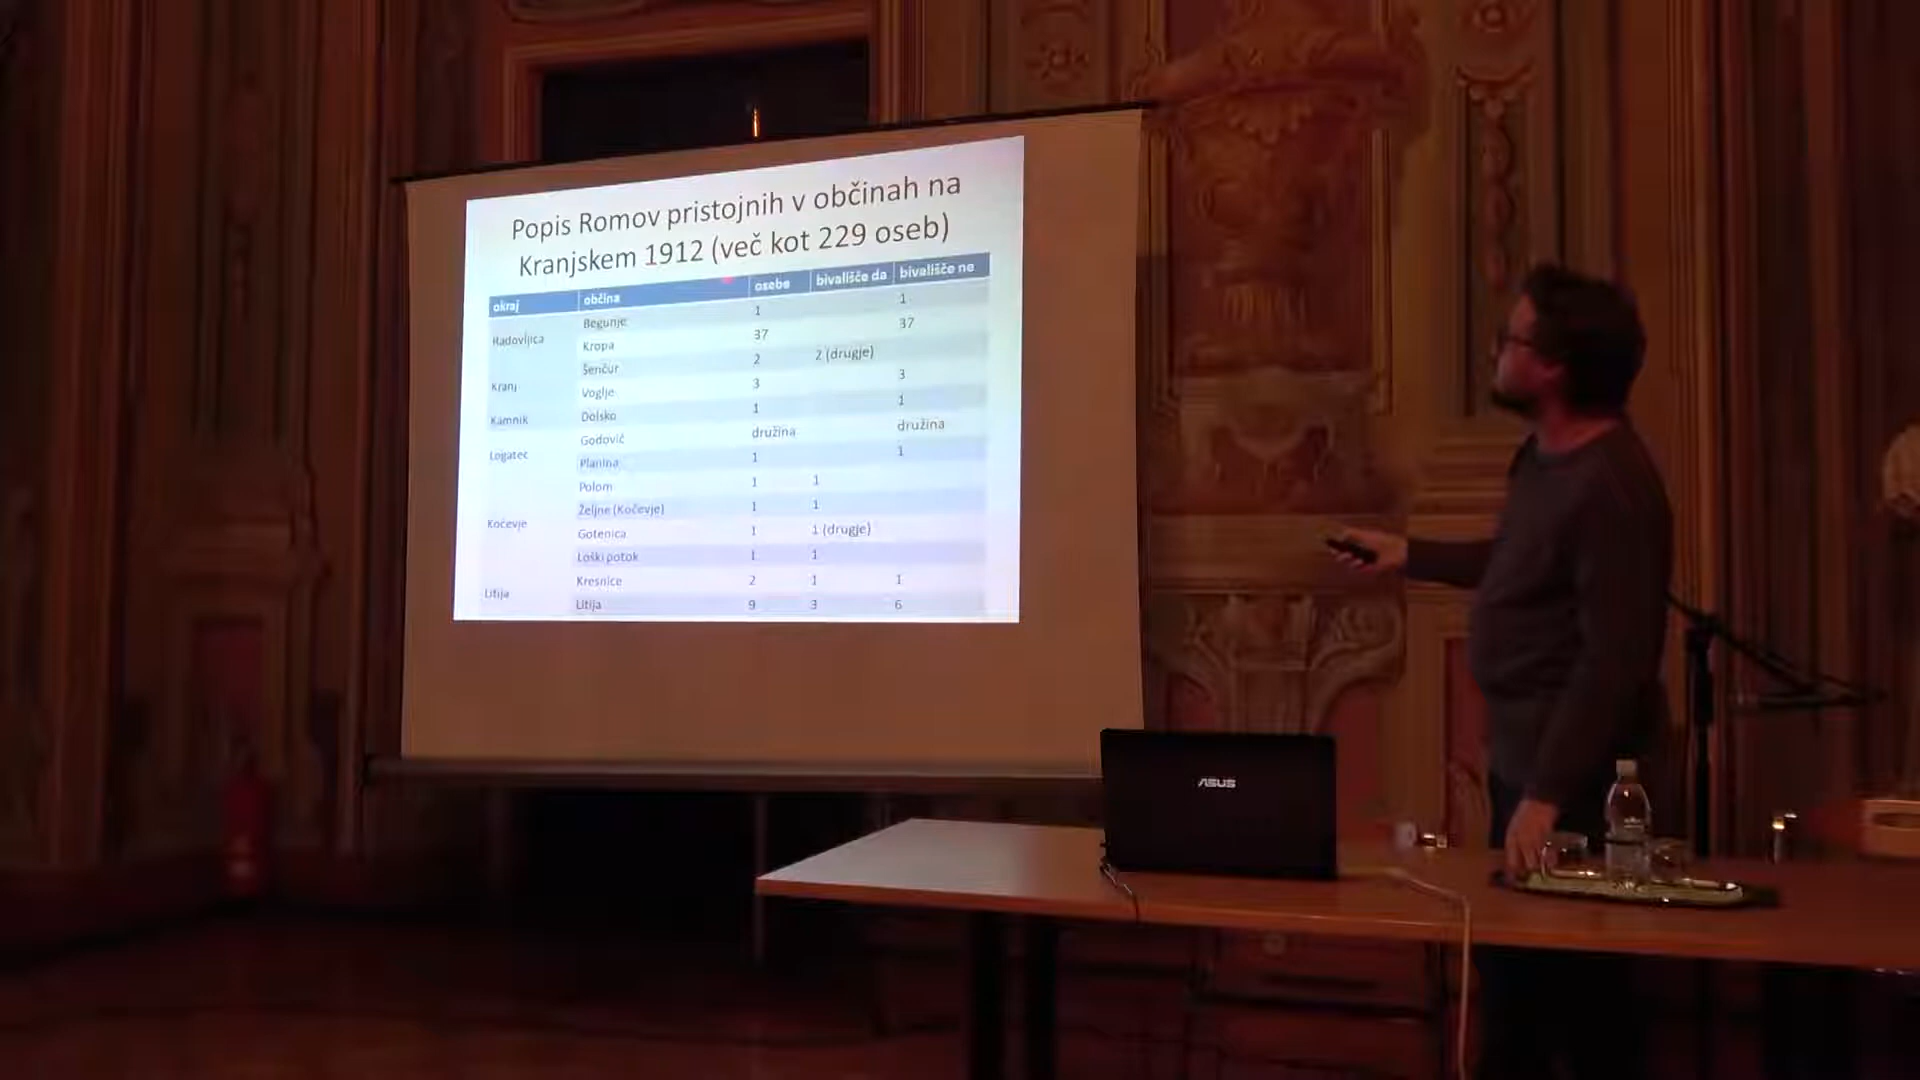 Popis Romov pristojnih v občinah na
Kranjskem 1912 (več kot 229 oseb)
okraj občina osebe bivališče da bivališče ne
Radovljica Begunje 1 1
Kropa 37 37
Kranj Šenčur 2 2 (drugje)
Voglje 3 3
Kamnik Dolsko 1 1
Logatec Godovič družina družina
Planina 1 1
Kočevje Polom 1 1
Željne (Kočevje) 1 1
Gotenica 1 1 (drugje)
Loški potok 1 1
Litija Kresnice 2 1 1
Litija 9 3 6
ASUS